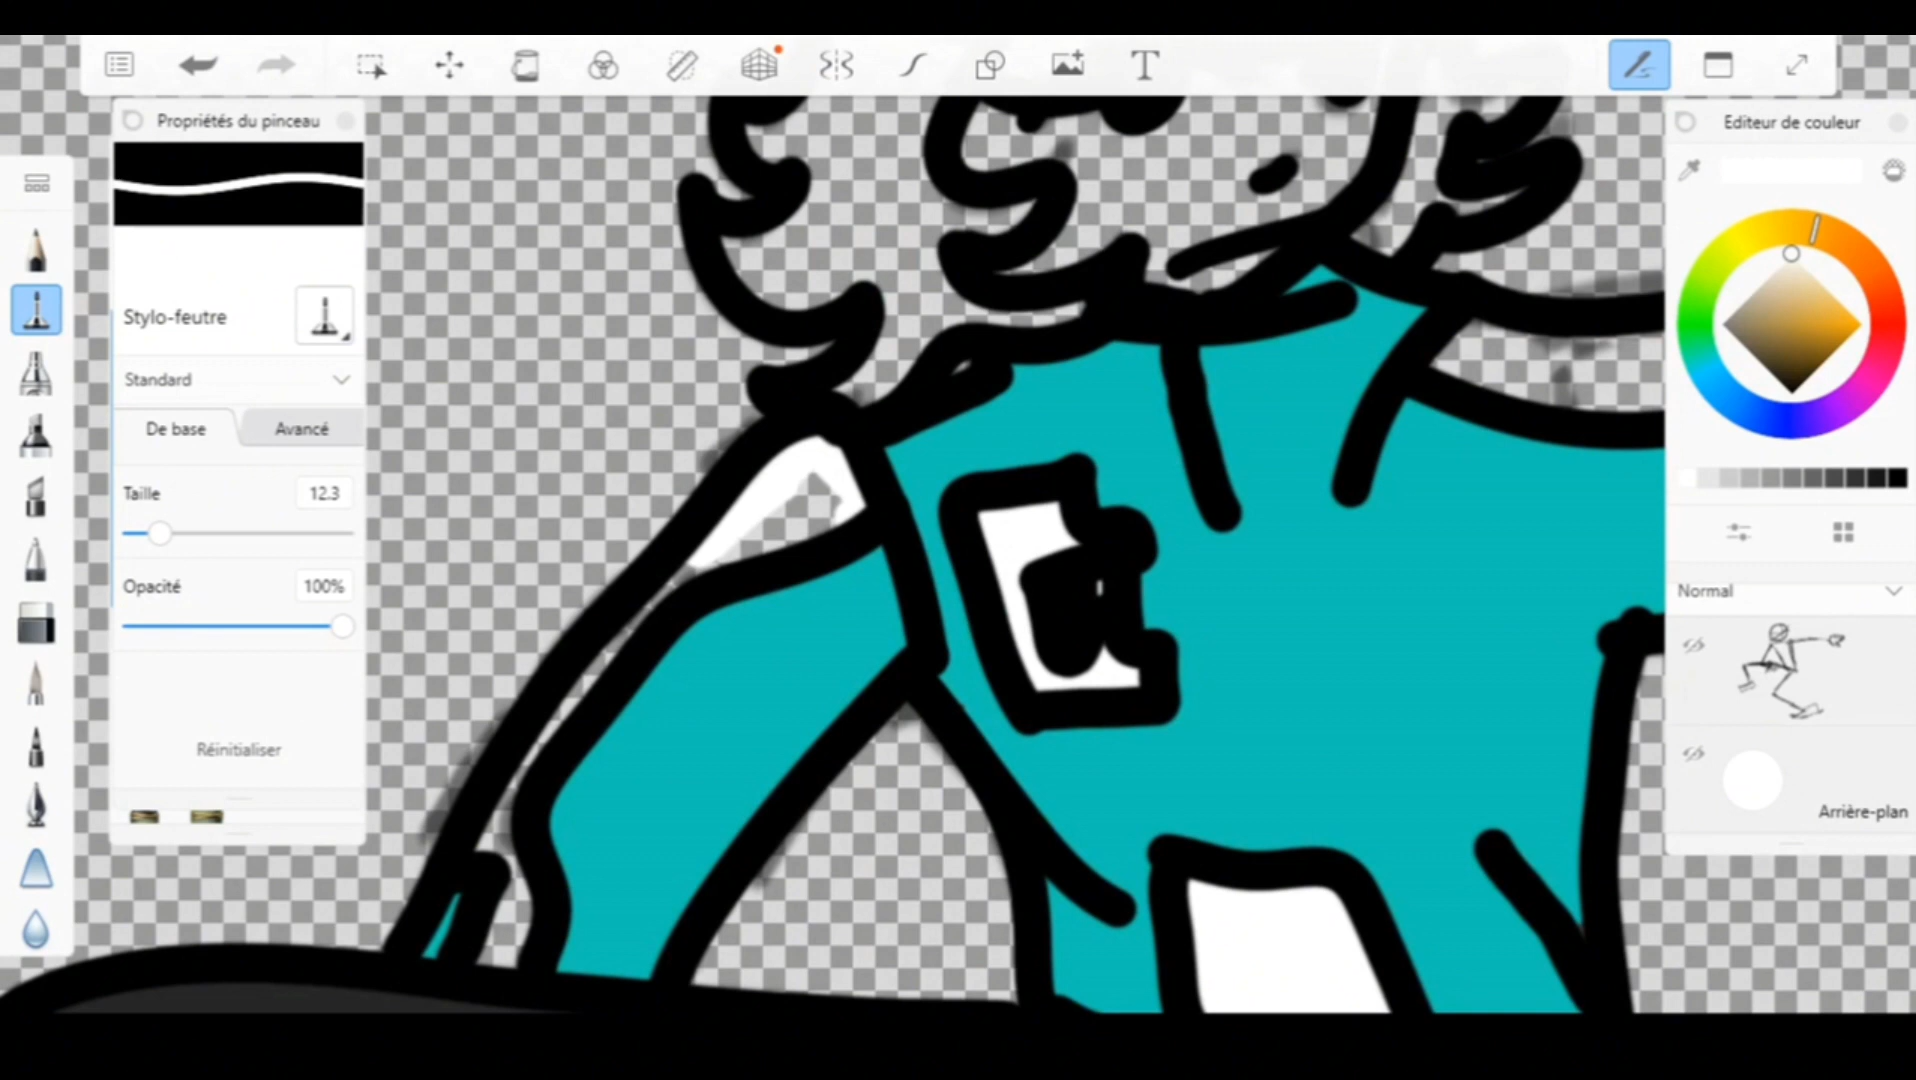 Propriétés du pinceau
Editeur de couleur
Stylo-feutre
Standard
De base
Avancé
Taille
12.3
Opacité
100%
Normal
Réinitialiser
Arrière-plan